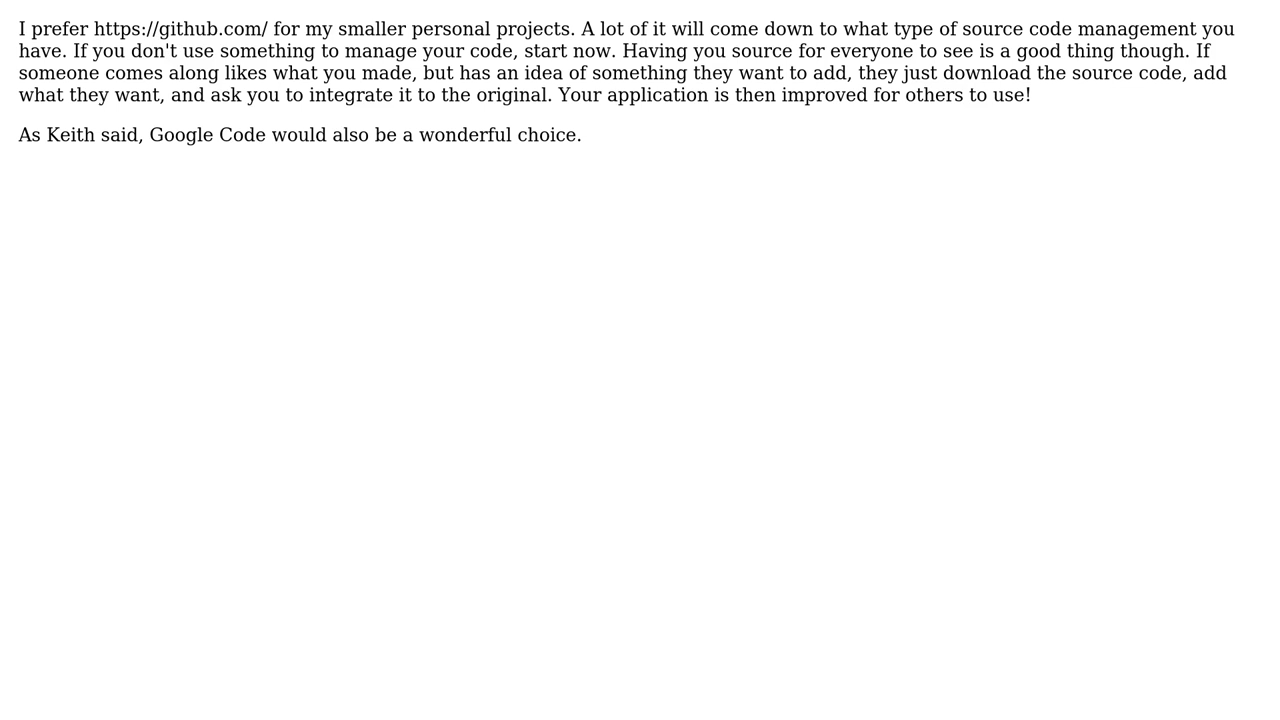 I prefer https://github.com/ for my smaller personal projects. A lot of it will come down to what type of source code management you
have. If you don't use something to manage your code, start now. Having you source for everyone to see is a good thing though. If
someone comes along likes what you made, but has an idea of something they want to add, they just download the source code, add
what they want, and ask you to integrate it to the original. Your application is then improved for others to use!
As Keith said, Google Code would also be a wonderful choice.